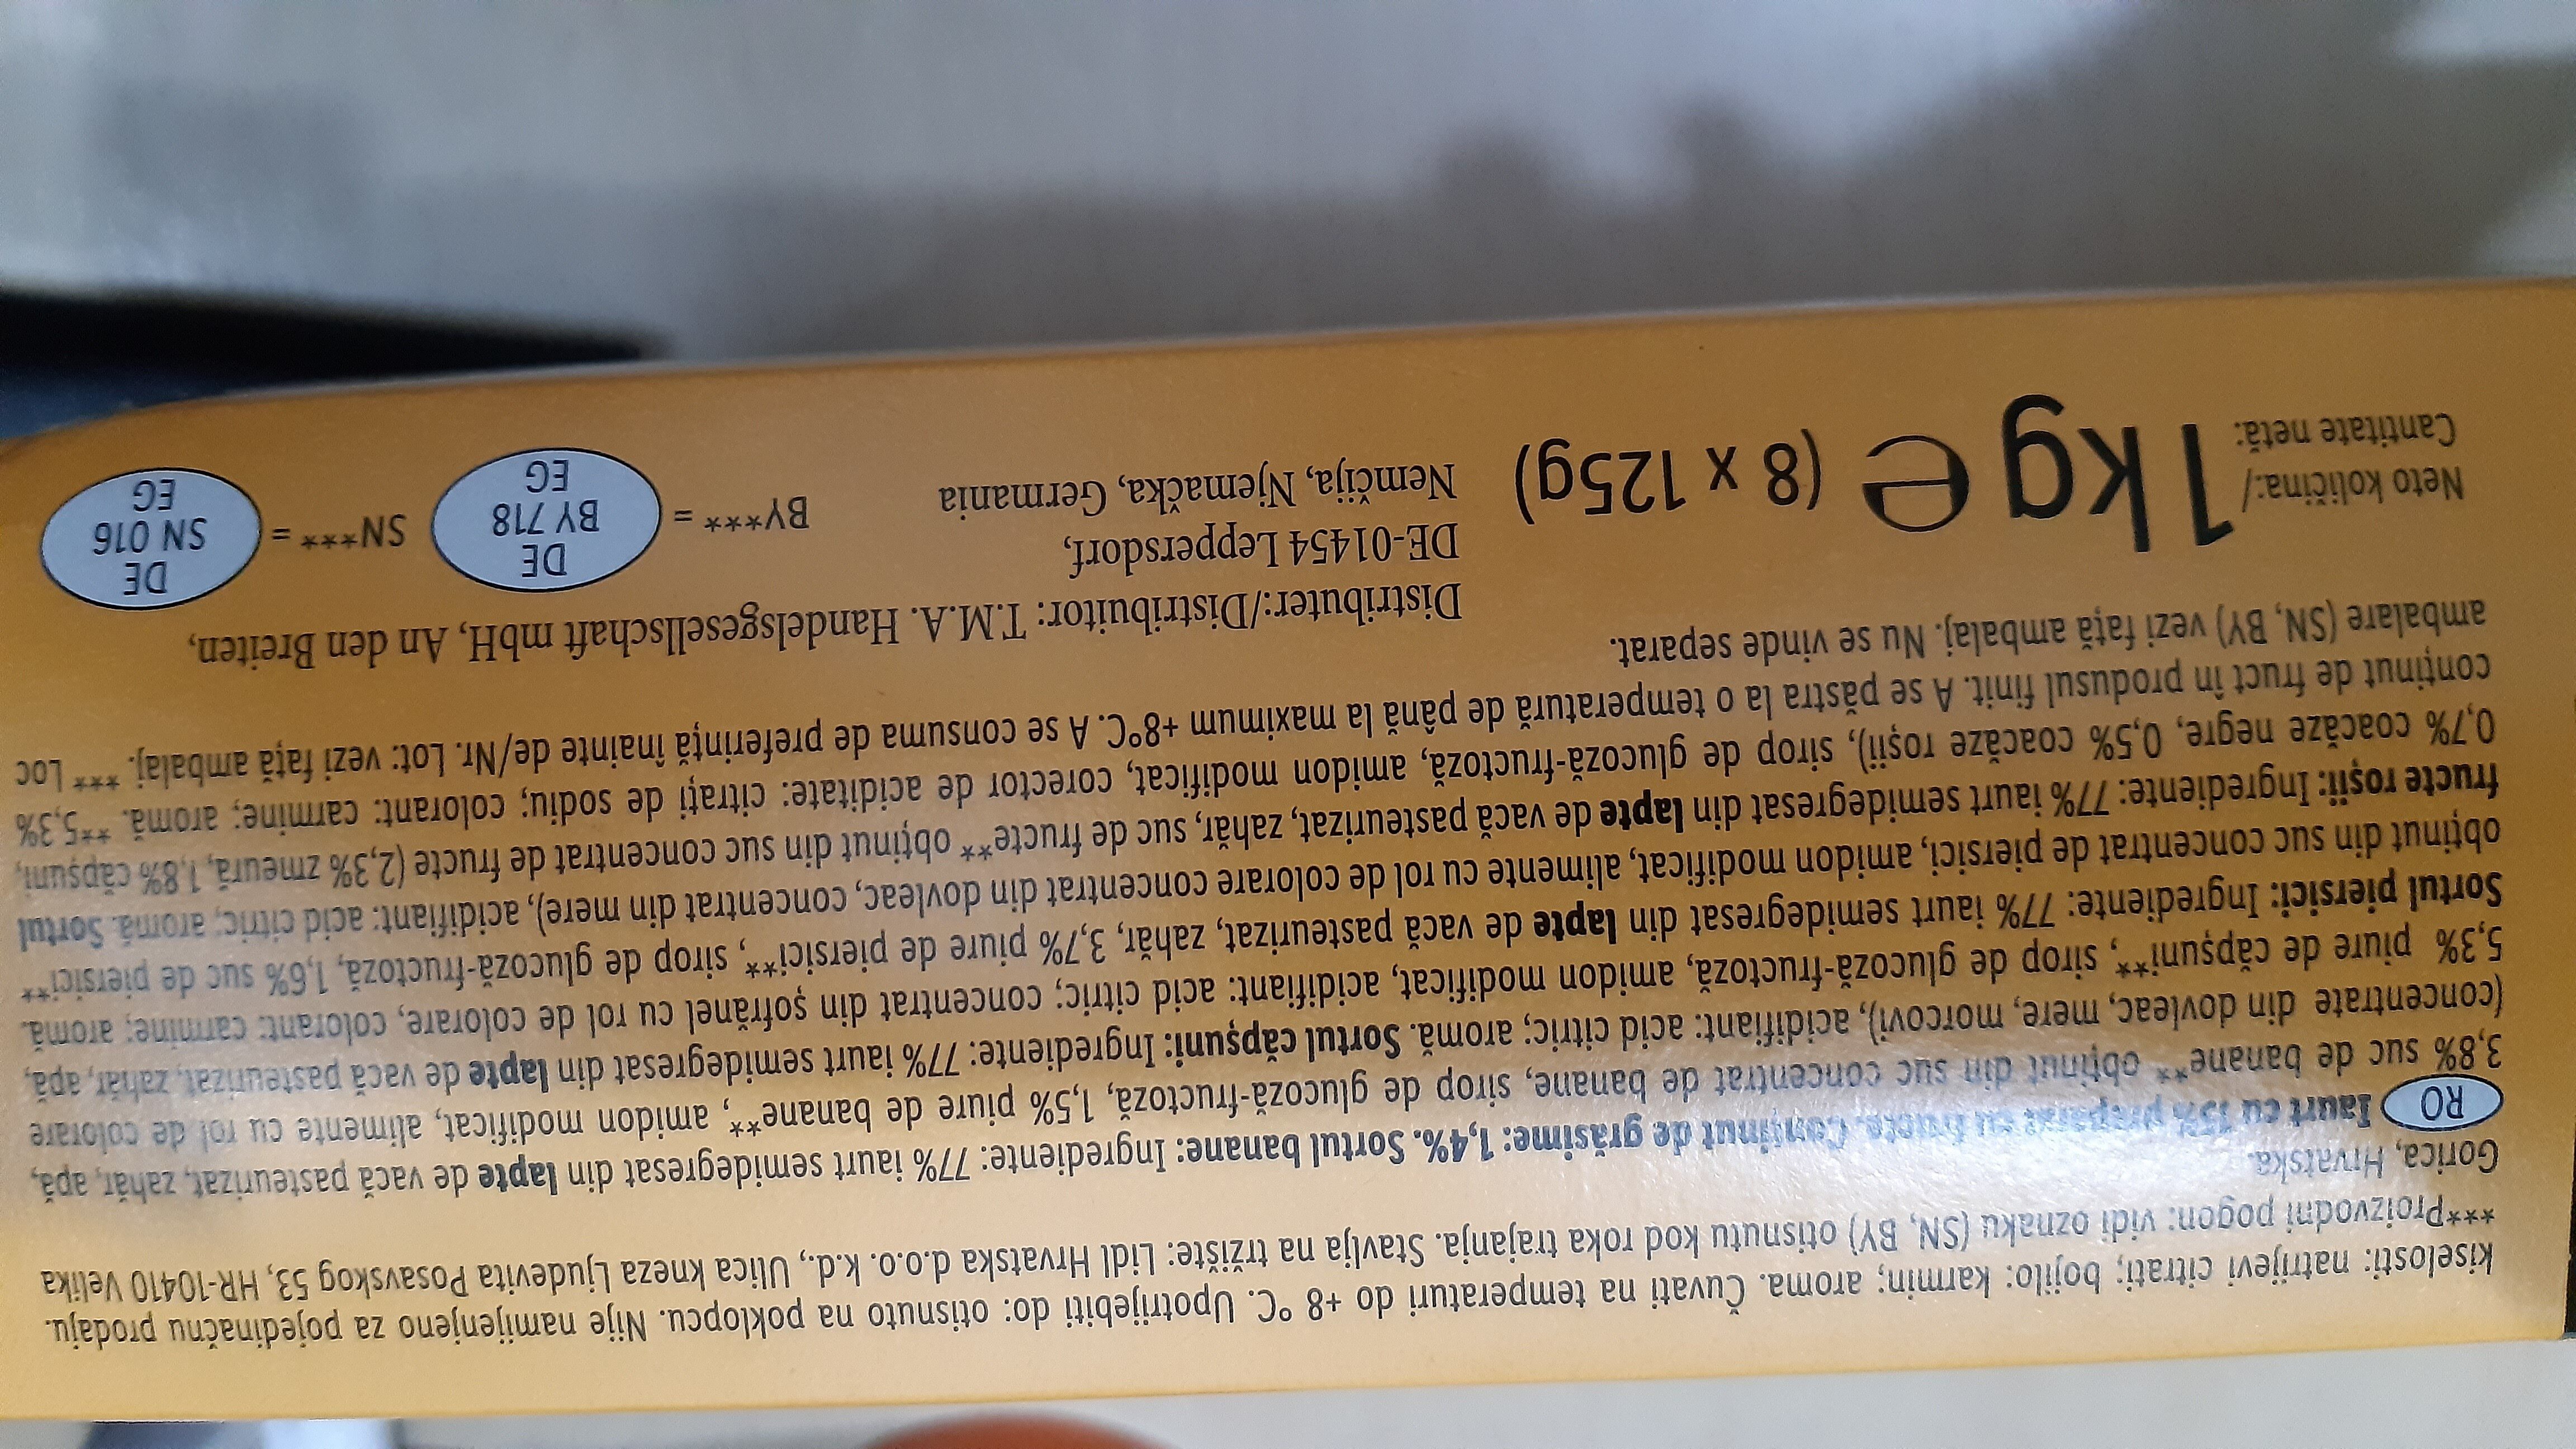 kiselosti: natrijevi citrati; bojilo: karmin; aroma. Čuvati na temperaturi do +8 °C. Upotrijebiti do: otisnuto na poklopcu. Nije namijenjeno za pojedinačnu prodaju.
***Proizvodni pogon: vidi oznaku (SN, BY) otisnutu kod roka trajanja. Stavlja na tržište: Lidl Hrvatska d.o.o. k.d., Ulica kneza Ljudevita Posavskog 53, HR-10410 Velika
Gorica, Hrvatska.
RO Iaurt cu 15% preparat cu fructe. Conținut de grăsime: 1,4%. Sortul banane: Ingrediente: 77% iaurt semidegresat din lapte de vacă pasteurizat, zahăr, apă,
3,8% suc de banane** obținut din suc concentrat de banane, sirop de glucoză-fructoză, 1,5% piure de banane**, amidon modificat, alimente cu rol de colorare
(concentrate din dovleac, mere, morcovi), acidifiant: acid citric; aromă. Sortul căpșuni: Ingrediente: 77% iaurt semidegresat din lapte de vacă pasteurizat, zahăr, apă,
5,3% piure de căpșuni**, sirop de glucoză-fructoză, amidon modificat, acidifiant: acid citric; concentrat din șofrănel cu rol de colorare, colorant: carmine; aromă.
Sortul piersici: Ingrediente: 77% iaurt semidegresat din lapte de vacă pasteurizat, zahăr, 3,7% piure de piersici**, sirop de glucoză-fructoză, 1,6% suc de piersici**
obținut din suc concentrat de piersici, amidon modificat, alimente cu rol de colorare concentrat din dovleac, concentrat din mere), acidifiant: acid citric; aromă. Sortul
fructe roșii: Ingrediente: 77% iaurt semidegresat din lapte de vacă pasteurizat, zahăr, suc de fructe** obținut din suc concentrat de fructe (2,3% zmeură, 1,8% căpșuni,
0,7% coacăze negre, 0,5% coacăze roșii), sirop de glucoză-fructoză, amidon modificat, corector de aciditate: citrați de sodiu; colorant: carmine; aromă. **5,3%
conținut de fruct în produsul finit. A se păstra la o temperatură de până la maximum +8°C. A se consuma de preferință înainte de/Nr. Lot: vezi față ambalaj. *** Loc
ambalare (SN, BY) vezi față ambalaj. Nu se vinde separat.
Distributer:/Distribuitor: T.M.A. Handelsgesellschaft mbH, An den Breiten,
DE-01454 Leppersdorf,
Nemčija, Njemačka, Germania
Neto količina:/
Cantitate netă:
1kg e (8 x 125g)
BY*** =
DE
BY 718
EG
SN*** =
DE
SN 016
EG